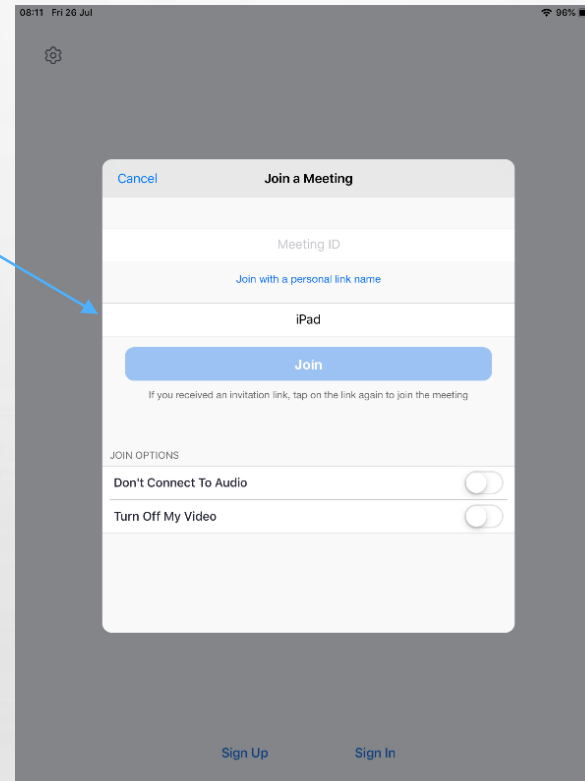 08:11 Fri 26 Jul 96%
Cancel Join a Meeting
Meeting ID
Join with a personal link name
iPad
Join
If you received an invitation link, tap on the link again to join the meeting
JOIN OPTIONS
Don't Connect To Audio
Turn Off My Video
Sign Up Sign In